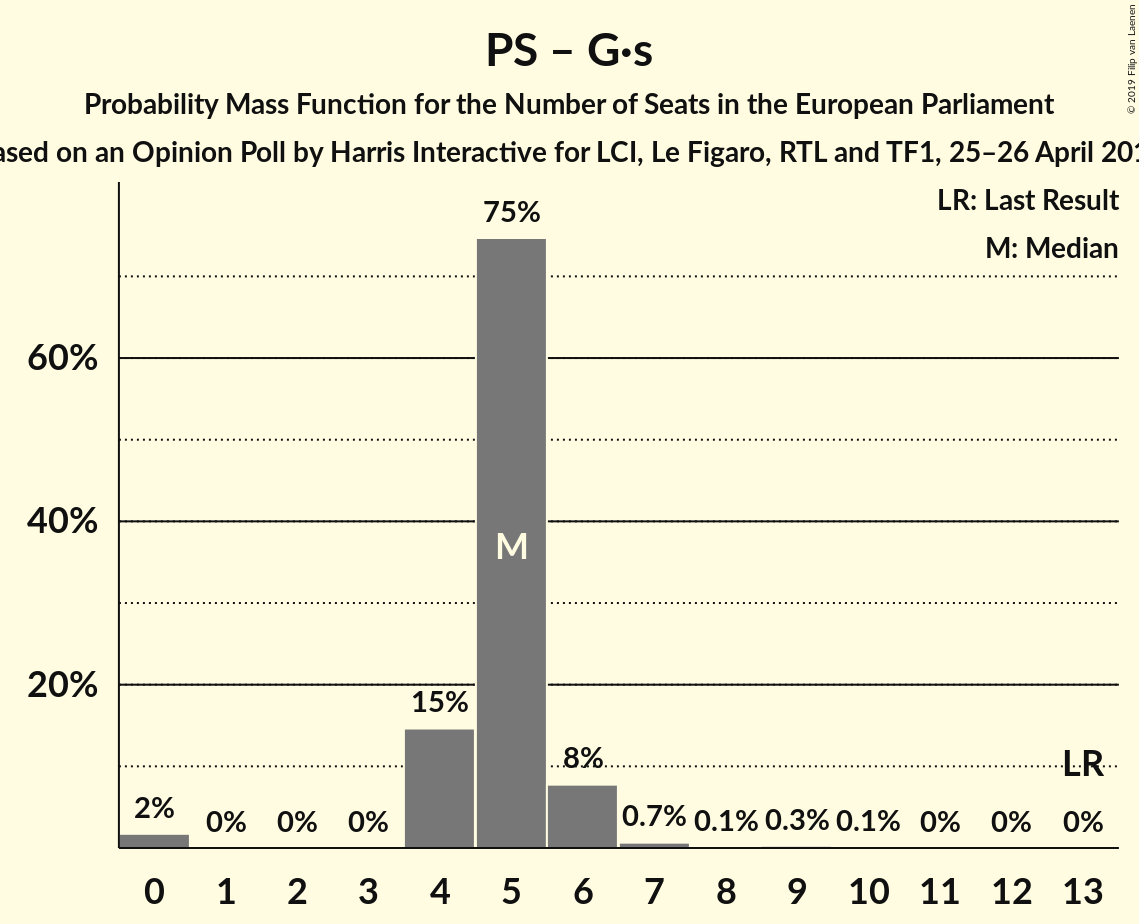 PS – G•s
Probability Mass Function for the Number of Seats in the European Parliament
on an Opinion Poll by Harris Interactive for LCI, Le Figaro, RTL and TF1, 25–26 April
© 2019 Filip van Laenen
LR: Last Result
M: Median
75%
60%
40%
M
20%
15%
8%
LR
2% 0% 0% 0% 0.7% 0.1% 0.3% 0.1% 0% 0% 0%
0 1 2 3 4 5 6 7 8 9 10 11 12 13